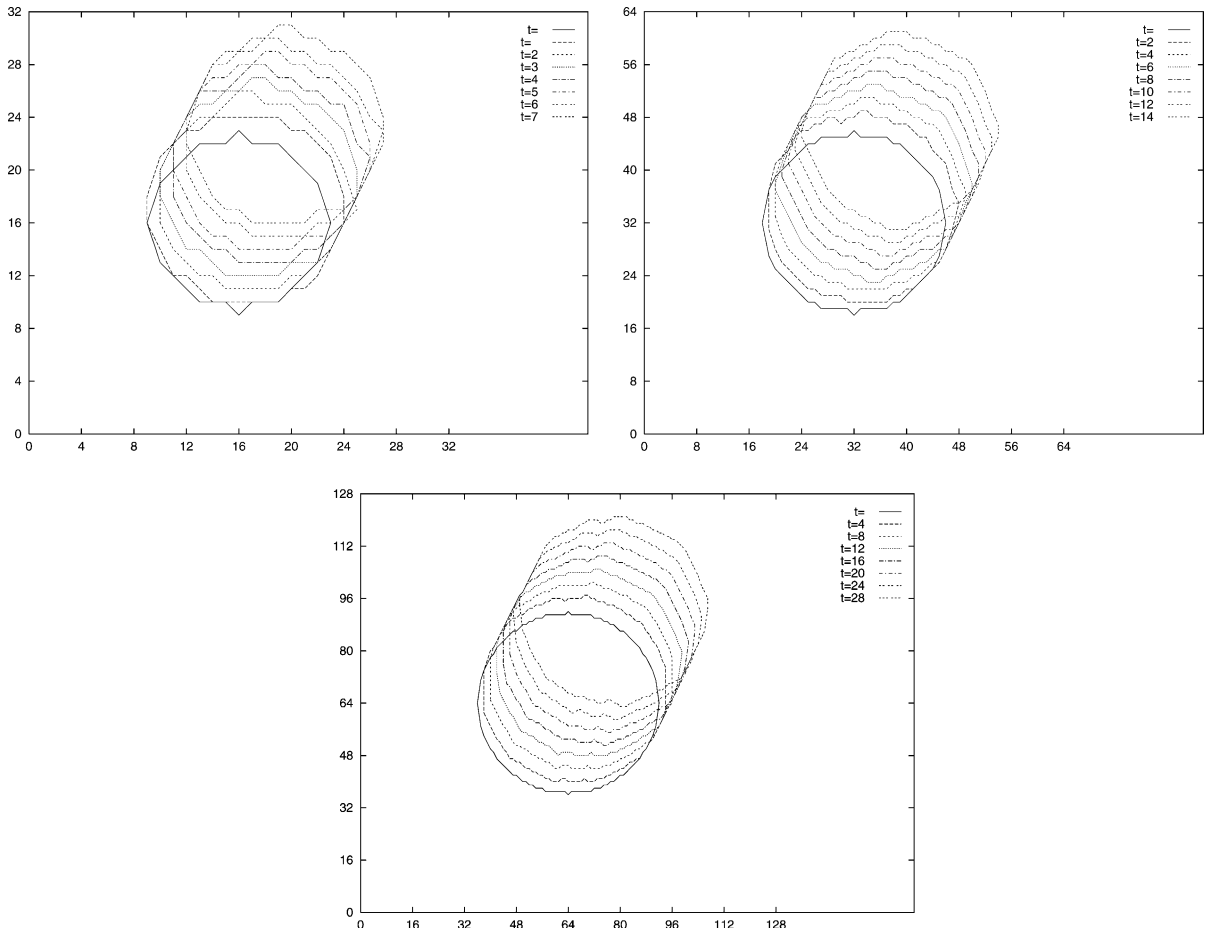 32
28
24
20
16
12
8
4
0
0 4 8 12 16 20 24 28 32
t=
t=
t=2
t=3
t=4
t=5
t=6
t=7
64
56
48
40
32
24
16
8
0
0 8 16 24 32 40 48 56 64
t=
t=2
t=4
t=6
t=8
t=10
t=12
t=14
128
112
96
80
64
48
32
16
0
0 16 32 48 64 80 96 112 128
t=
t=4
t=8
t=12
t=16
t=20
t=24
t=28